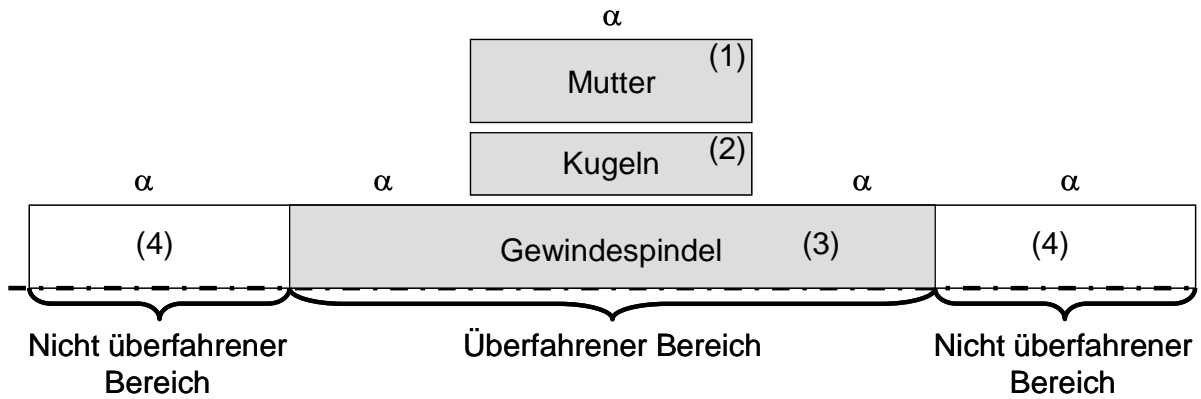 α
(1)
Mutter
(2)
Kugeln
α α α α
(4) Gewindespindel (3) (4)
Nicht überfahrener Bereich
Überfahrener Bereich
Nicht überfahrener Bereich